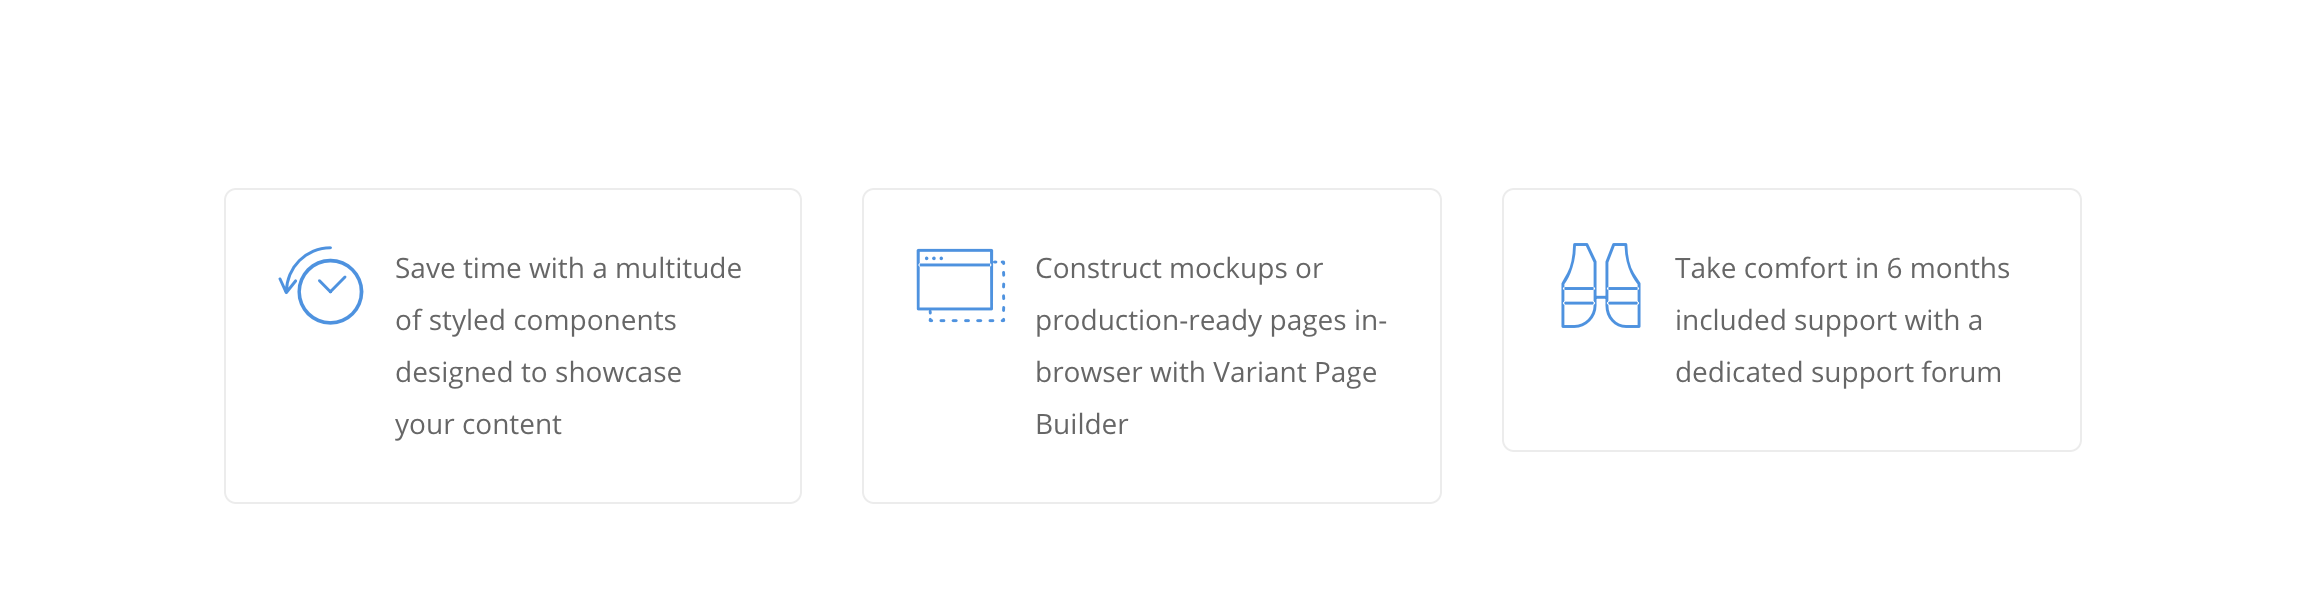 Save time with a multitude
of styled components
designed to showcase
your content
Construct mockups or
production-ready pages in-
browser with Variant Page
Builder
Take comfort in 6 months
included support with a
dedicated support forum